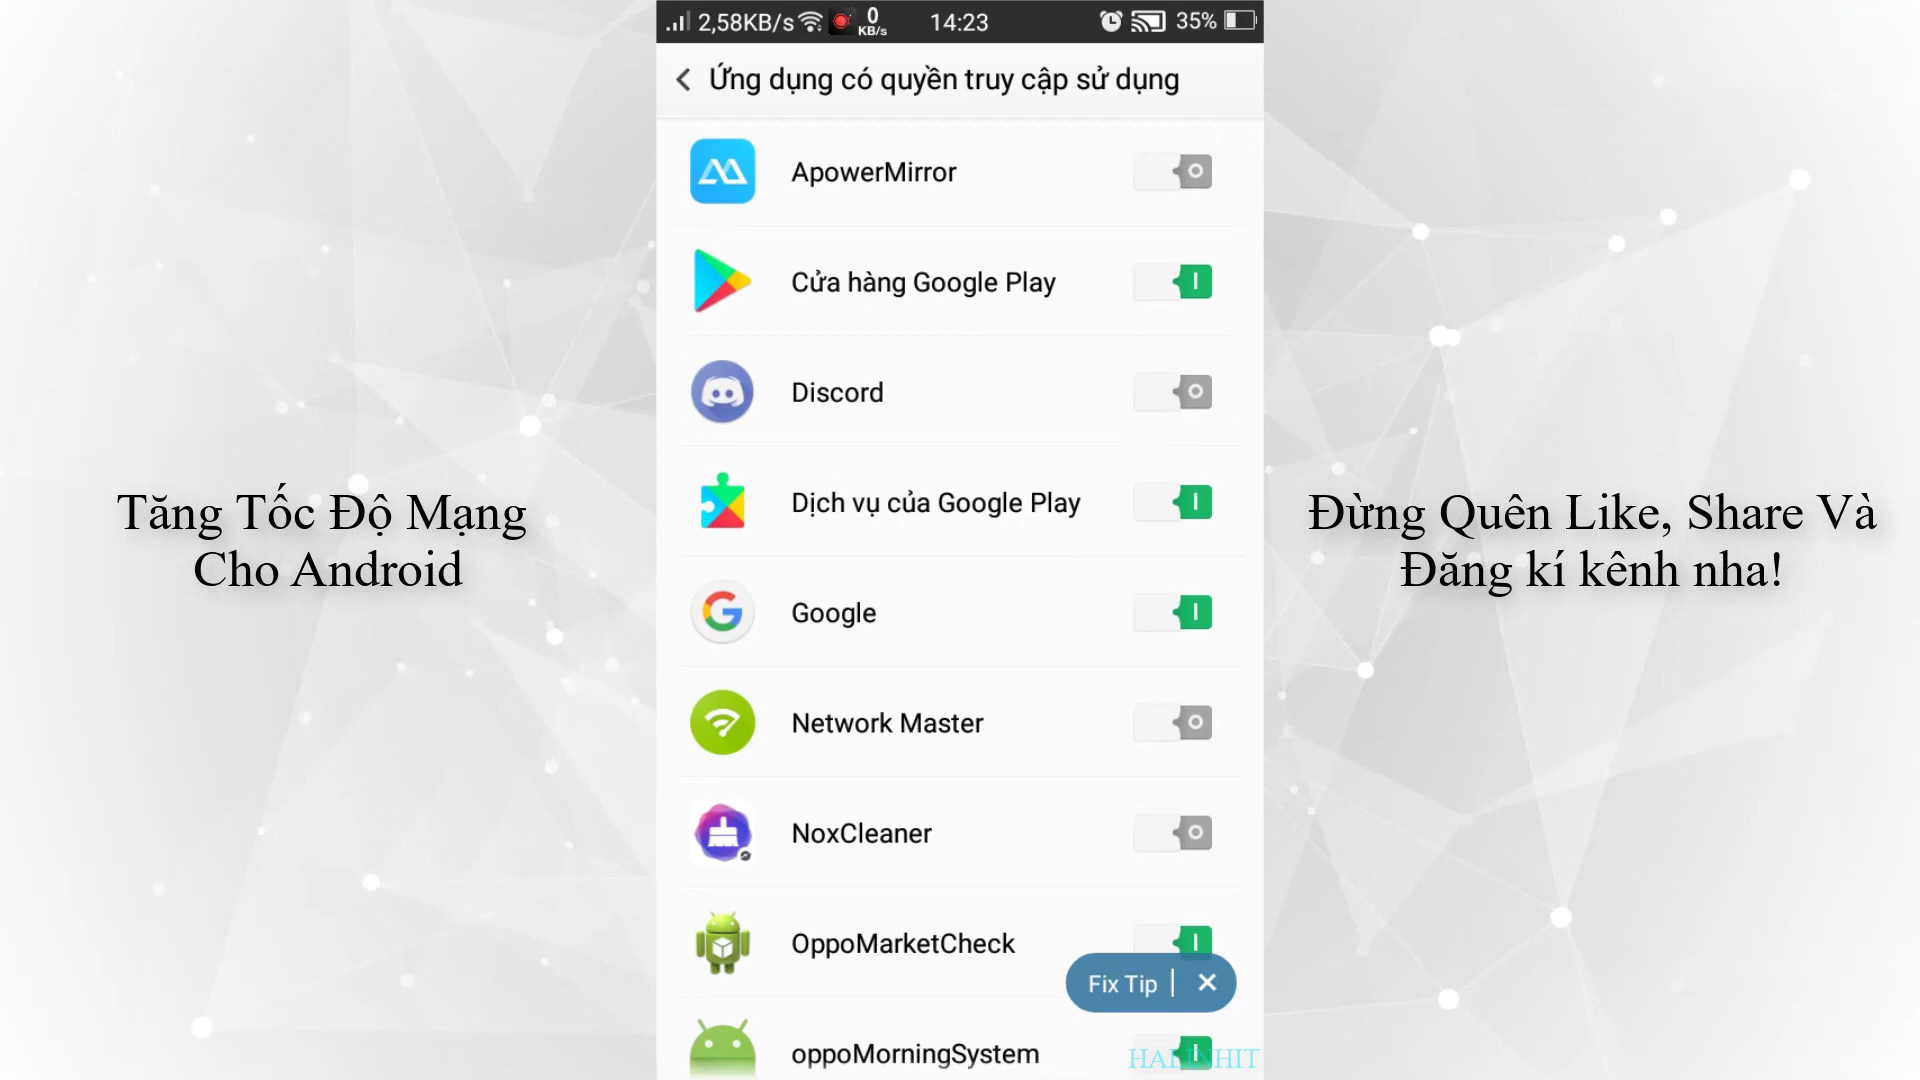 2,58KB/s 0 KB/s 14:23 35%
Ứng dụng có quyền truy cập sử dụng
ApowerMirror
Cửa hàng Google Play
Discord
Dịch vụ của Google Play
Google
Network Master
NoxCleaner
OppoMarketCheck
Fix Tip
oppoMorningSystem
Tăng Tốc Độ Mạng
Cho Android
Đừng Quên Like, Share Và
Đăng kí kênh nha!